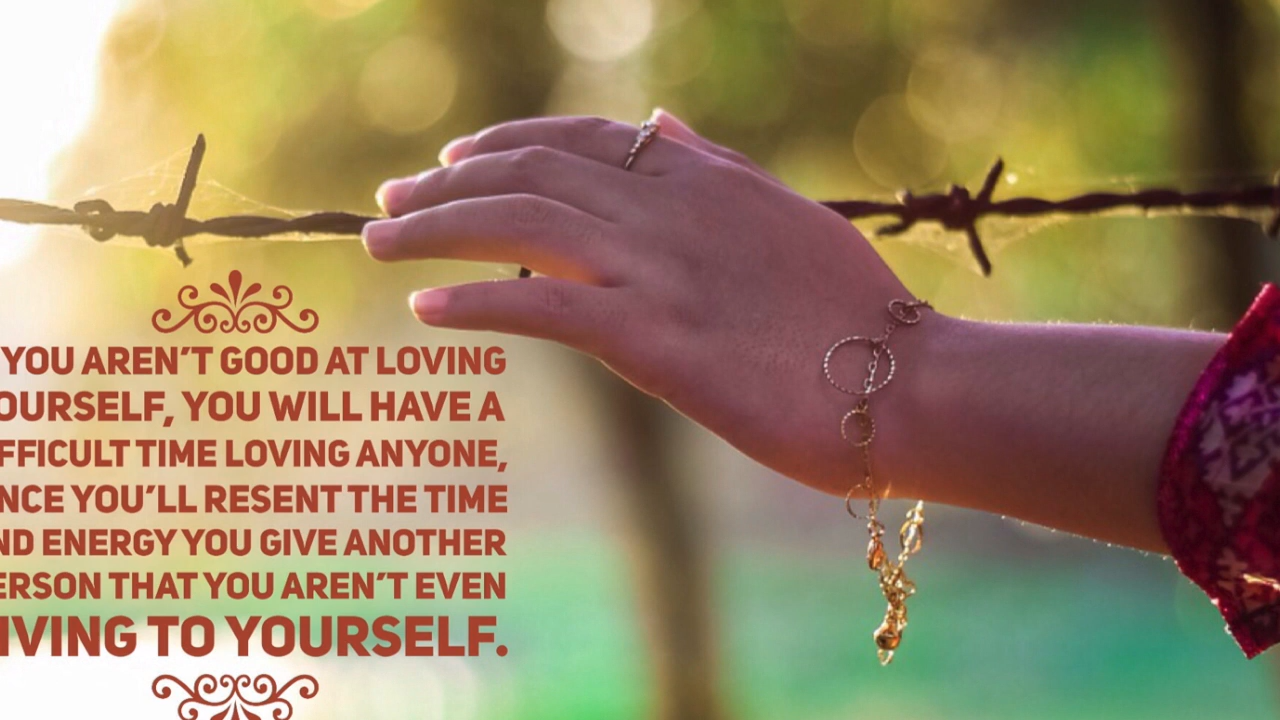 YOU AREN’T GOOD AT LOVING
OURSELF, YOU WILL HAVE A
FFICULT TIME LOVING ANYONE,
NCE YOU’LL RESENT THE TIME
ND ENERGY YOU GIVE ANOTHER
ERSON THAT YOU AREN’T EVEN
IVING TO YOURSELF.